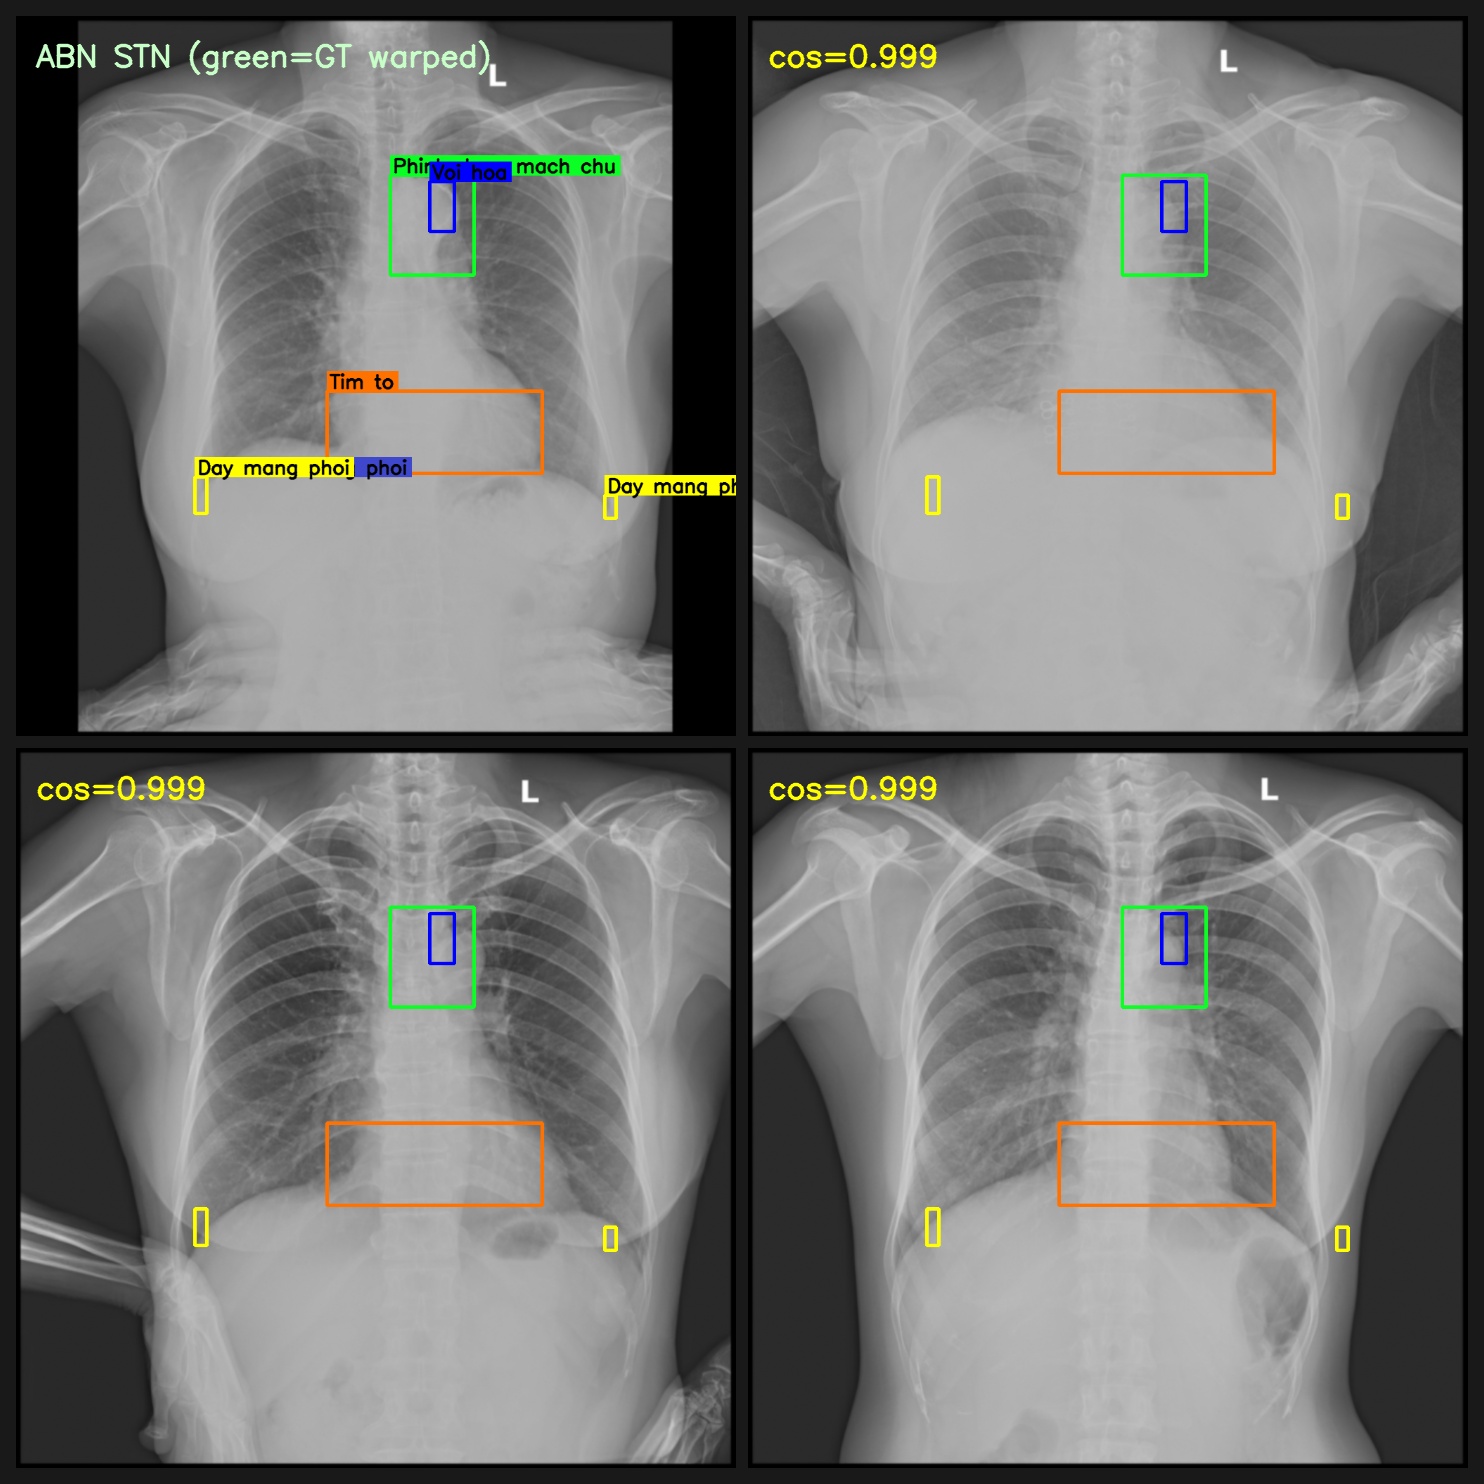 ABN STN (green=GT warped)
L
mach chu
Voi hoa
Tim to
Day mang phoi phoi
Day mang
cos=0.999
L
cos=0.999
L
cos=0.999
L